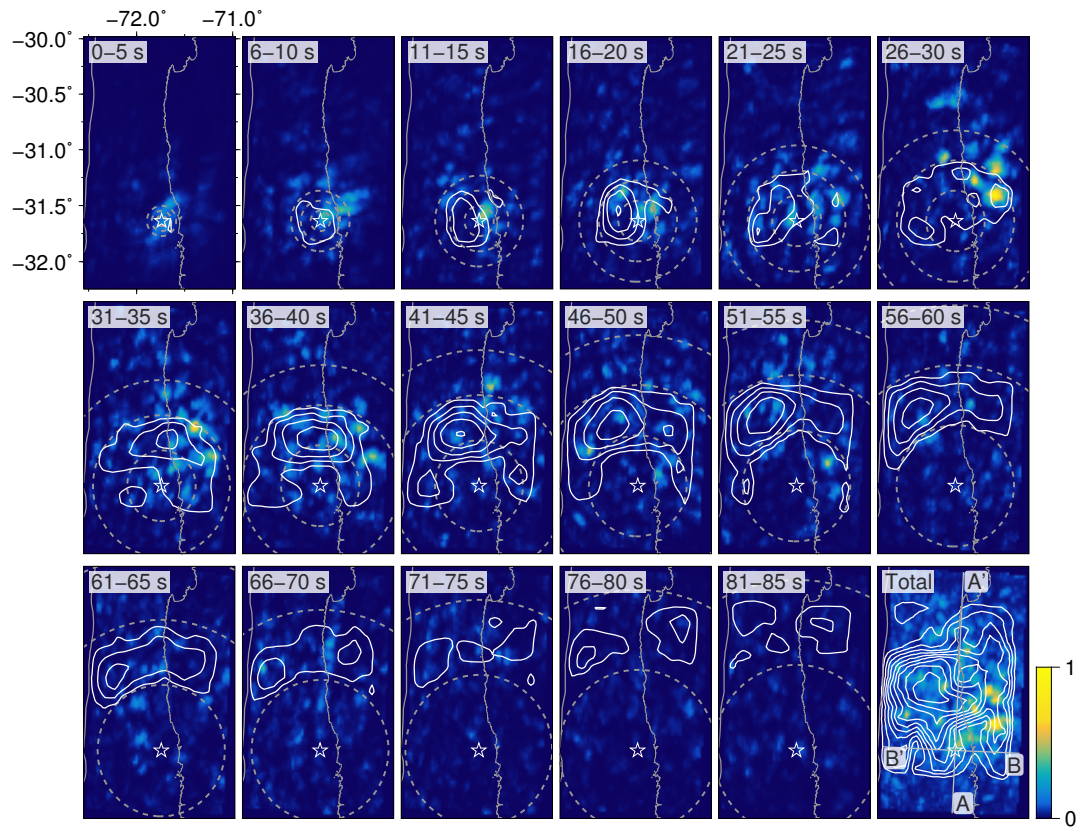 −72.0° −71.0°
−30.0°
−30.5°
−31.0°
−31.5°
−32.0°
0−5 s
6−10 s
11−15 s
16−20 s
21−25 s
26−30 s
31−35 s
36−40 s
41−45 s
46−50 s
51−55 s
56−60 s
61−65 s
66−70 s
71−75 s
76−80 s
81−85 s
Total
A'
B'
B
A
1
0